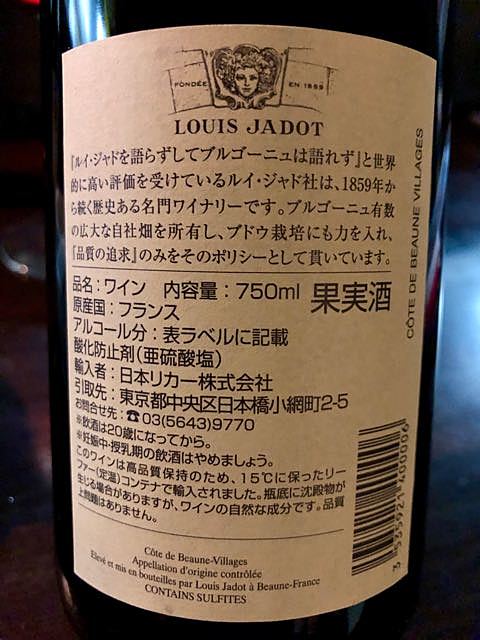 FONDÉE EN 1859
LOUIS JADOT
『ルイ・ジャドを語らずしてブルゴーニュは語れず』と世界
的に高い評価を受けているルイ・ジャド社は、1859年か
ら続く歴史ある名門ワイナリーです。ブルゴーニュ有数
の広大な自社畑を所有し、ブドウ栽培にも力を入れ、
『品質の追求』のみをそのポリシーとして貫いています。
品名：ワイン 内容量：750ml 果実酒
原産国：フランス
アルコール分：表ラベルに記載
酸化防止剤(亜硫酸塩)
輸入者：日本リカー株式会社
引取先：東京都中央区日本橋小網町2-5
お問合せ先：☎03(5643)9770
※飲酒は20歳になってから。
※妊娠中・授乳期の飲酒はやめましょう。
このワインは高品質保持のため、15℃に保ったリー
ファー(定温)コンテナで輸入されました。瓶底に沈殿物が
生じる場合がありますが、ワインの自然な成分です。品質
上問題はありません。
CÔTE DE BEAUNE VILLAGES
3 535921 409006
Côte de Beaune-Villages
Appellation d'origine contrôlée
Elevé et mis en bouteilles par Louis Jadot à Beaune-France
CONTAINS SULFITES